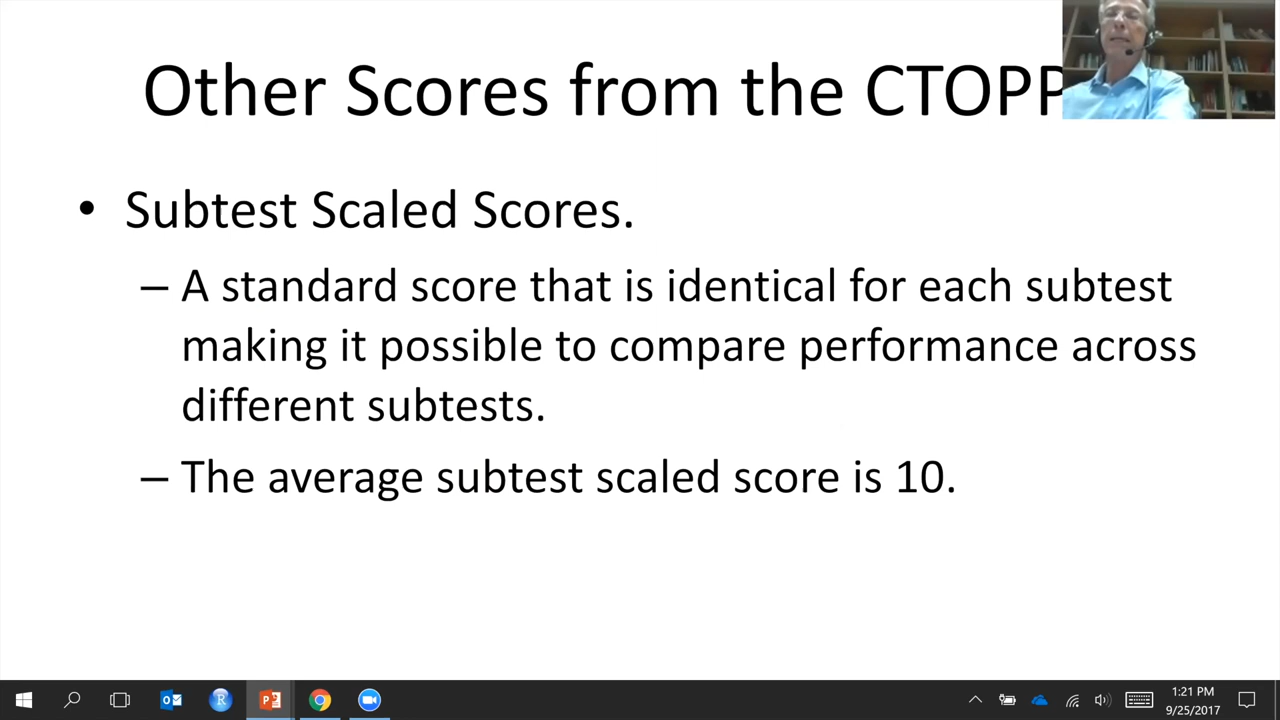 Other Scores from the CTOPP
• Subtest Scaled Scores.
– A standard score that is identical for each subtest
making it possible to compare performance across
different subtests.
– The average subtest scaled score is 10.
1:21 PM
9/25/2017